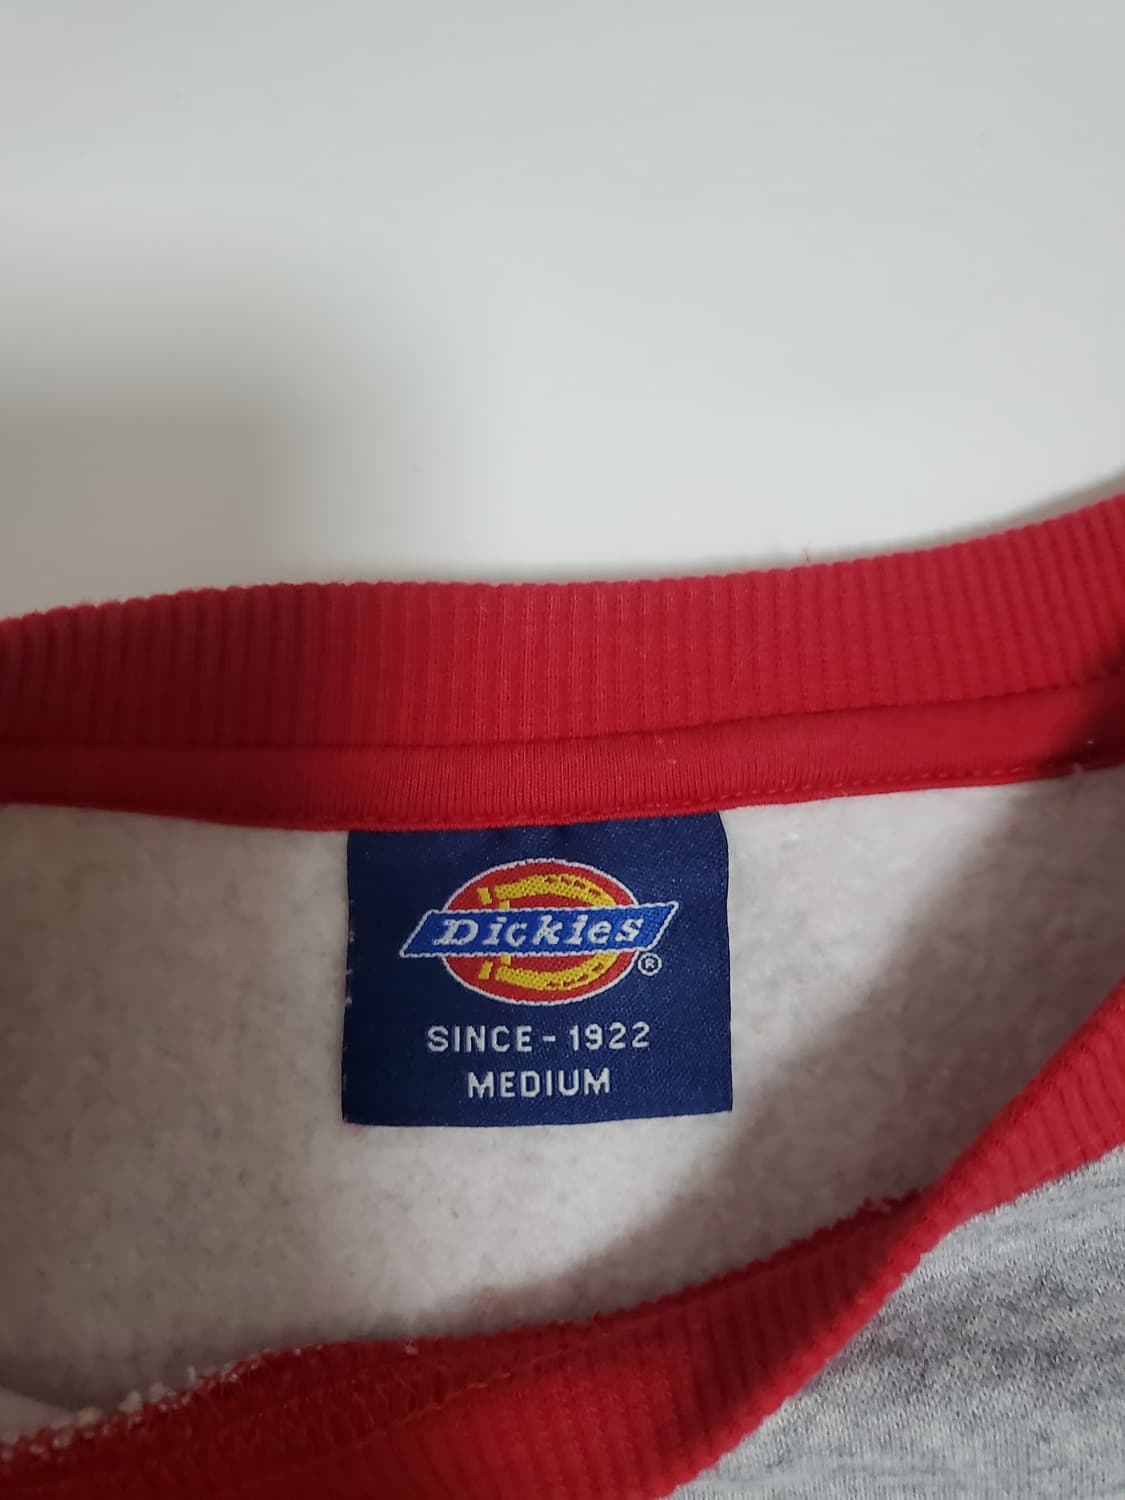 Dickies
®
SINCE - 1922
MEDIUM